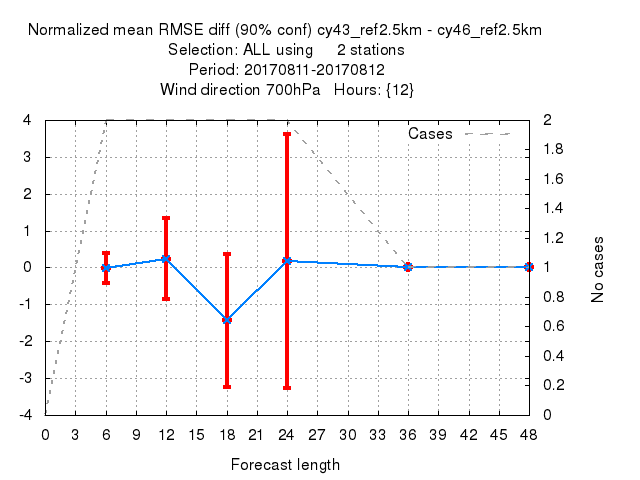 Normalized mean RMSE diff (90% conf) cy43_ref2.5km - cy46_ref2.5km
Selection: ALL using 2 stations
Period: 20170811-20170812
Wind direction 700hPa Hours: {12}
Cases
4
3
2
1
0
-1
-2
-3
-4
2
1.8
1.6
1.4
1.2
1
0.8
0.6
0.4
0.2
0
No cases
0 3 6 9 12 15 18 21 24 27 30 33 36 39 42 45 48
Forecast length